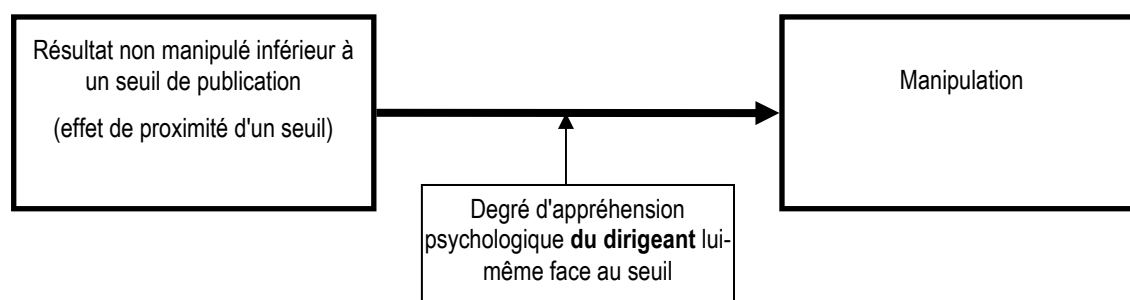 Résultat non manipulé inférieur à
un seuil de publication
(effet de proximité d'un seuil)
Manipulation
Degré d'appréhension
psychologique du dirigeant lui-
même face au seuil